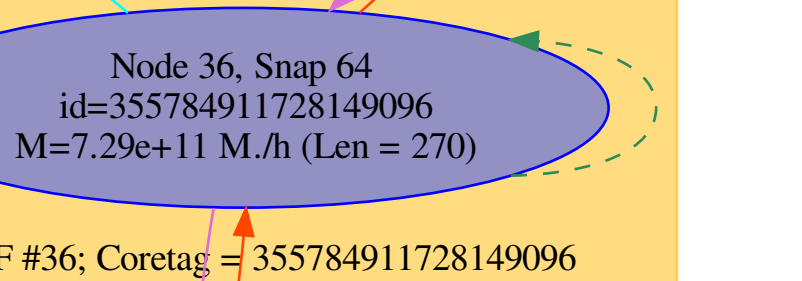 Node 36, Snap 64
id=355784911728149096
M=7.29e+11 M./h (Len = 270)
F #36; Coretag = 355784911728149096